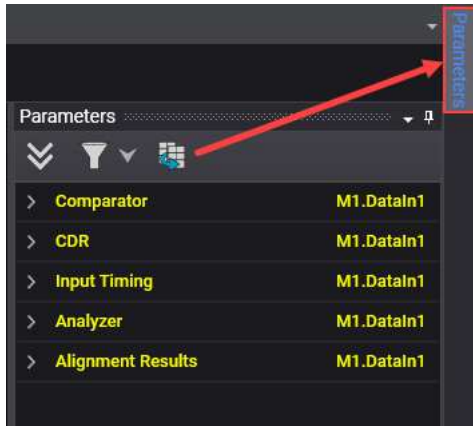 Parameters
Parameters
Comparator M1.DataIn1
CDR M1.DataIn1
Input Timing M1.DataIn1
Analyzer M1.DataIn1
Alignment Results M1.DataIn1